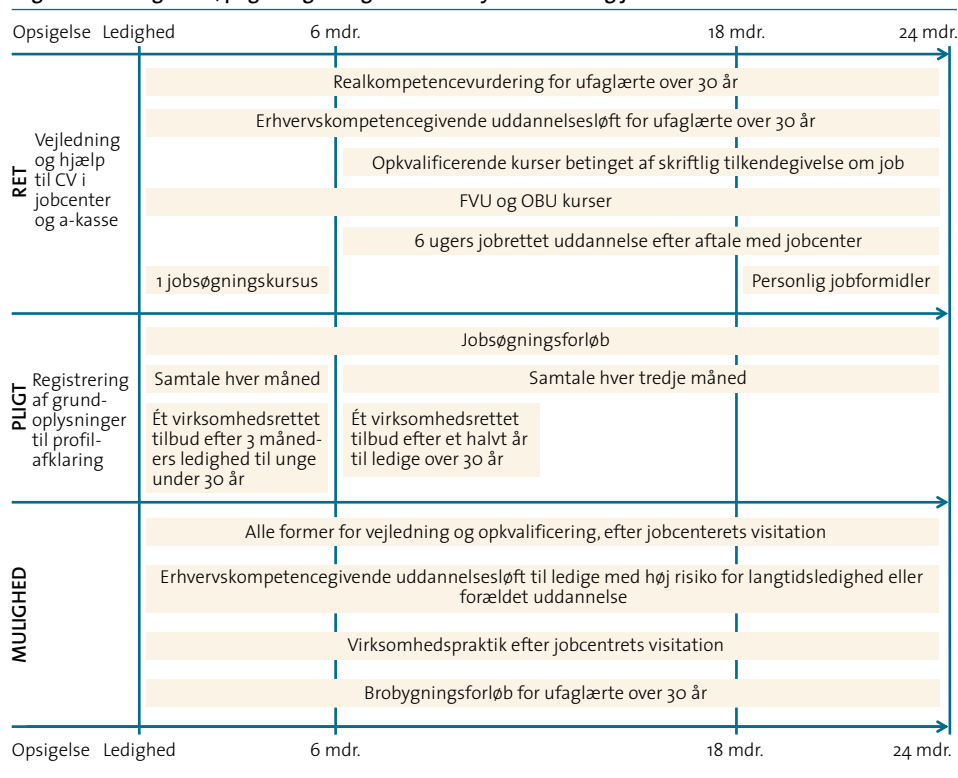 Opsigelse Ledighed 6 mdr. 18 mdr. 24 mdr.
RET
Vejledning
og hjælp
til CV i
jobcenter
og a-kasse
Realkompetencevurdering for ufaglærte over 30 år
Erhvervskompetencegivende uddannelsesløft for ufaglærte over 30 år
Opkvalificerende kurser betinget af skriftlig tilkendegivelse om job
FVU og OBU kurser
6 ugers jobrettet uddannelse efter aftale med jobcenter
1 jobsøgningskursus
Personlig jobformidler
PLIGT
Registrering
af grund-
oplysninger
til profil-
afklaring
Jobsøgningsforløb
Samtale hver måned
Samtale hver tredje måned
Ét virksomhedsrettet
tilbud efter 3 måned-
ers ledighed til unge
under 30 år
Ét virksomhedsrettet
tilbud efter et halvt år
til ledige over 30 år
MULIGHED
Alle former for vejledning og opkvalificering, efter jobcenterets visitation
Erhvervskompetencegivende uddannelsesløft til ledige med høj risiko for langtidsledighed eller
forældet uddannelse
Virksomhedspraktik efter jobcentrets visitation
Brobygningsforløb for ufaglærte over 30 år
Opsigelse Ledighed 6 mdr. 18 mdr. 24 mdr.